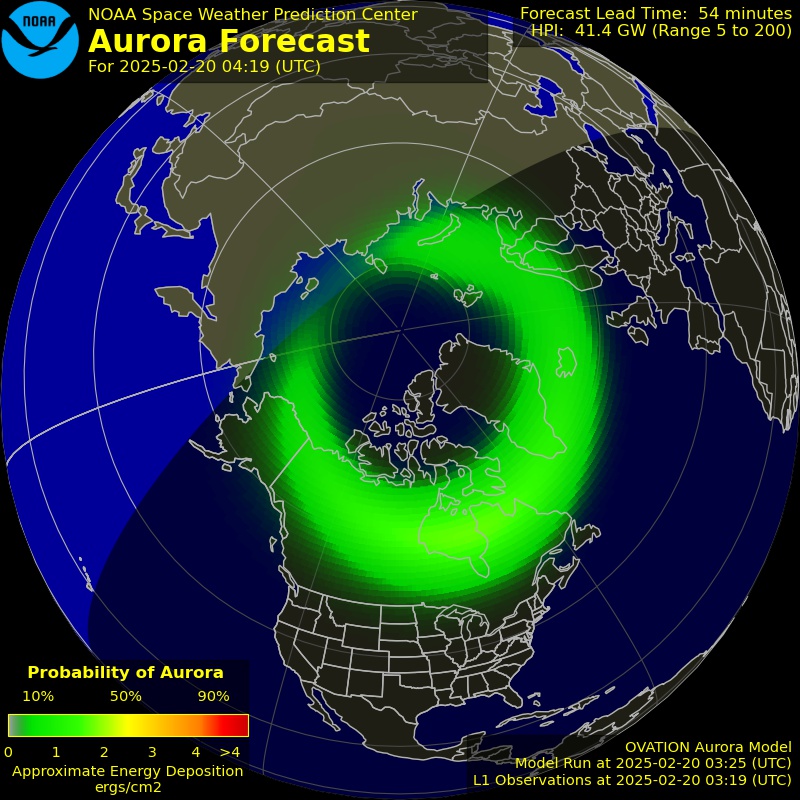 NOAA
NOAA Space Weather Prediction Center
Aurora Forecast
For 2025-02-20 04:19 (UTC)
Forecast Lead Time: 54 minutes
HPI: 41.4 GW (Range 5 to 200)
Probability of Aurora
10% 50% 90%
0 1 2 3 4 >4
Approximate Energy Deposition
ergs/cm2
OVATION Aurora Model
Model Run at 2025-02-20 03:25 (UTC)
L1 Observations at 2025-02-20 03:19 (UTC)